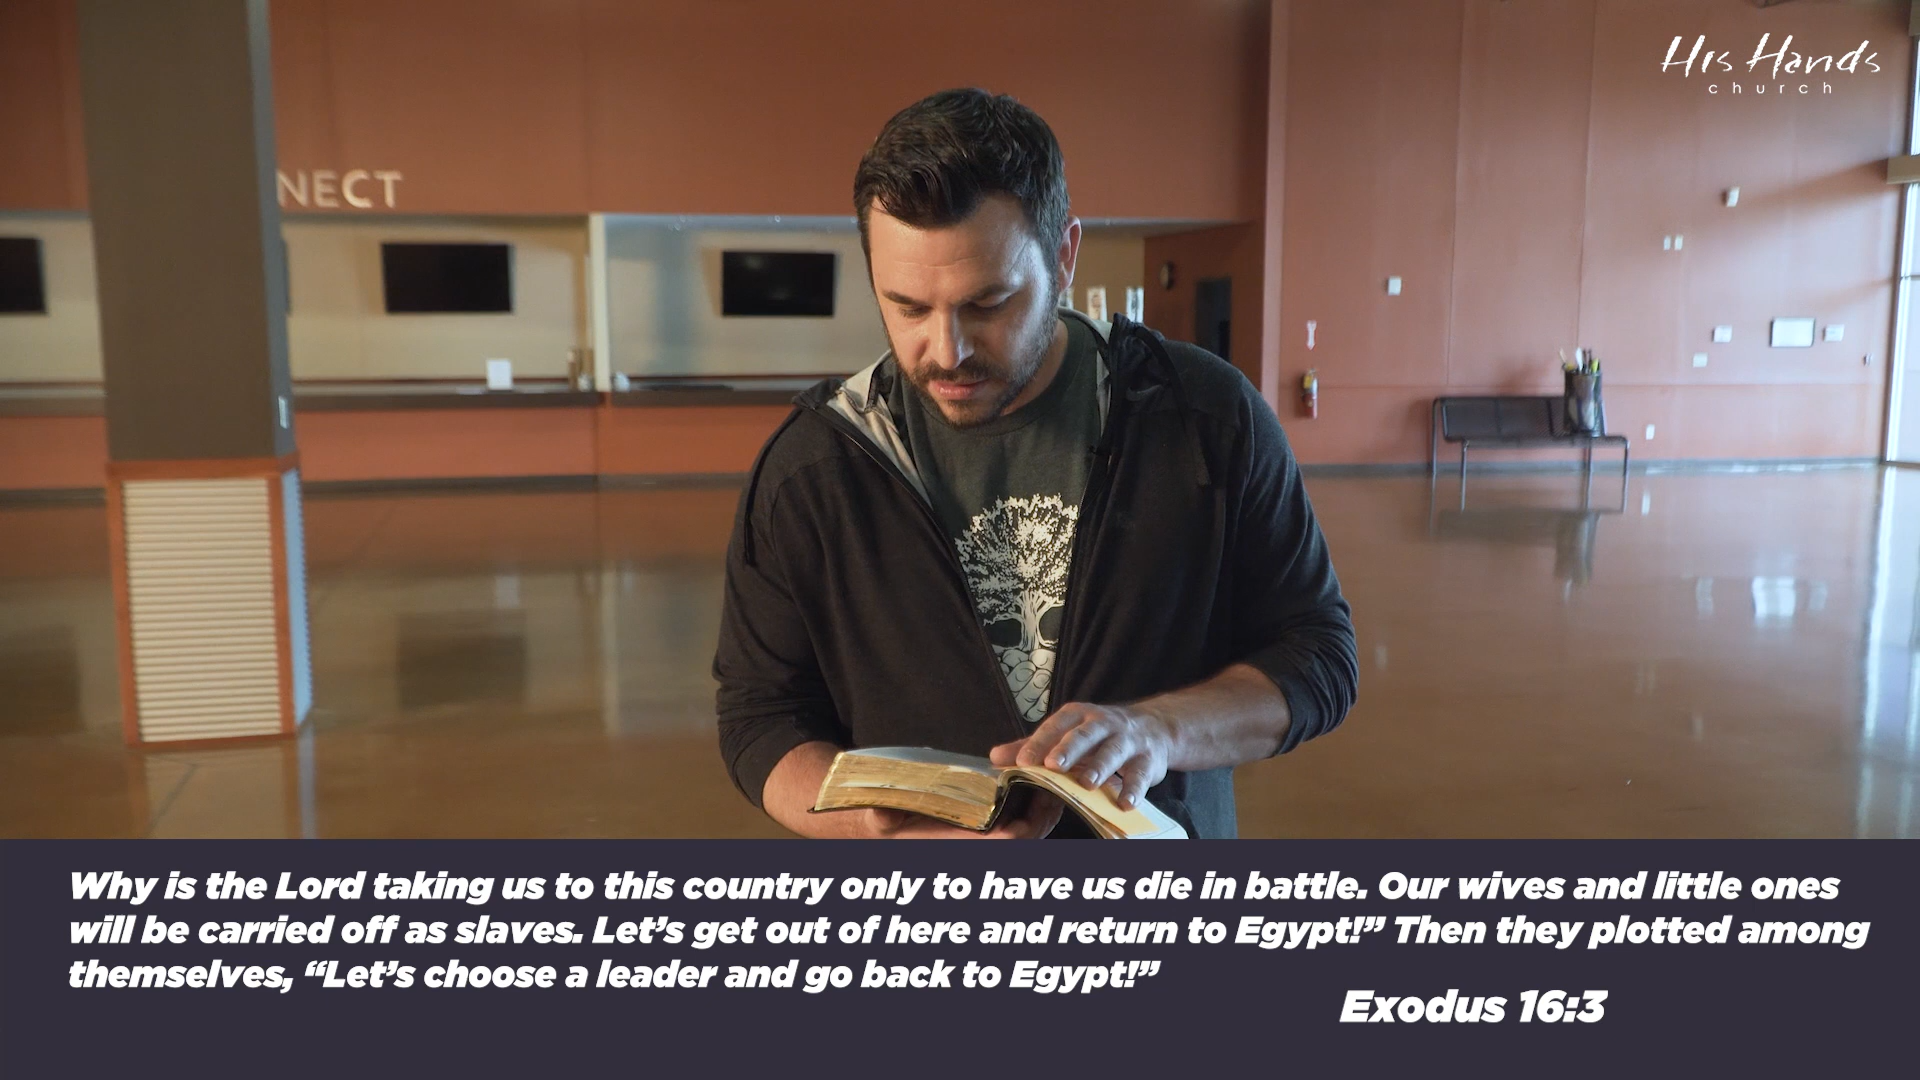 His Hands
church
NECT
Why is the Lord taking us to this country only to have us die in battle. Our wives and little ones
will be carried off as slaves. Let’s get out of here and return to Egypt!” Then they plotted among
themselves, “Let’s choose a leader and go back to Egypt!”
Exodus 16:3